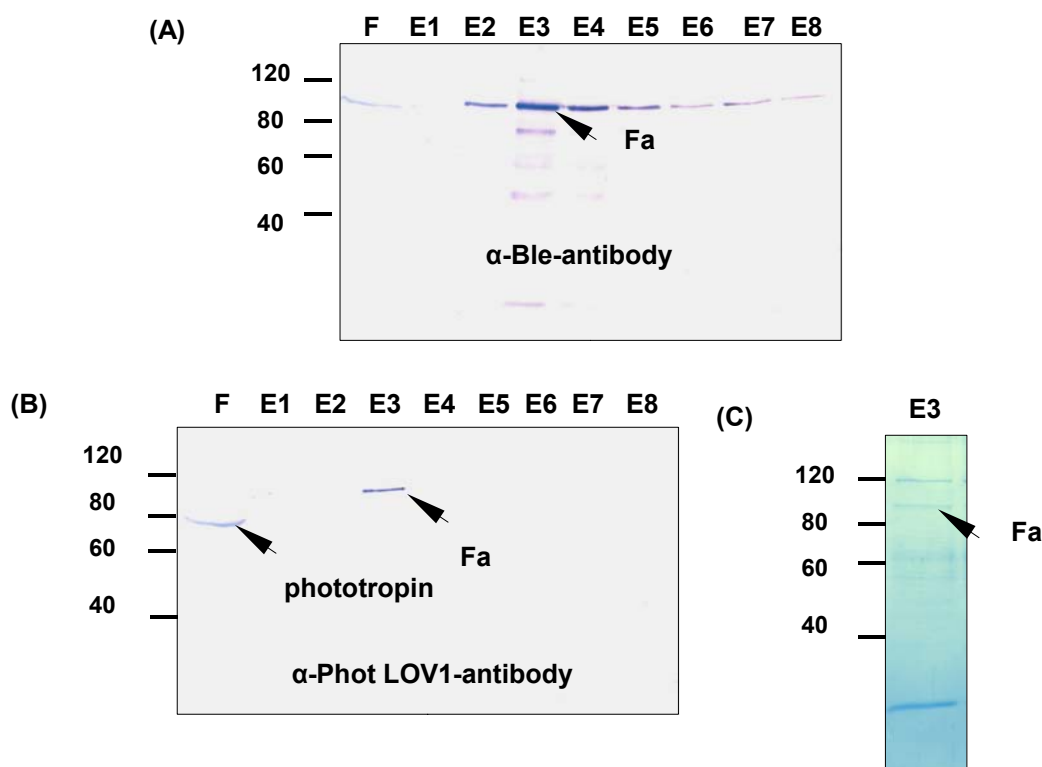 (A)
F E1 E2 E3 E4 E5 E6 E7 E8
120
80
60
40
Fa
α-Ble-antibody
(B)
F E1 E2 E3 E4 E5 E6 E7 E8
120
80
60
40
Fa
phototropin
α-Phot LOV1-antibody
(C)
E3
120
80
60
40
Fa